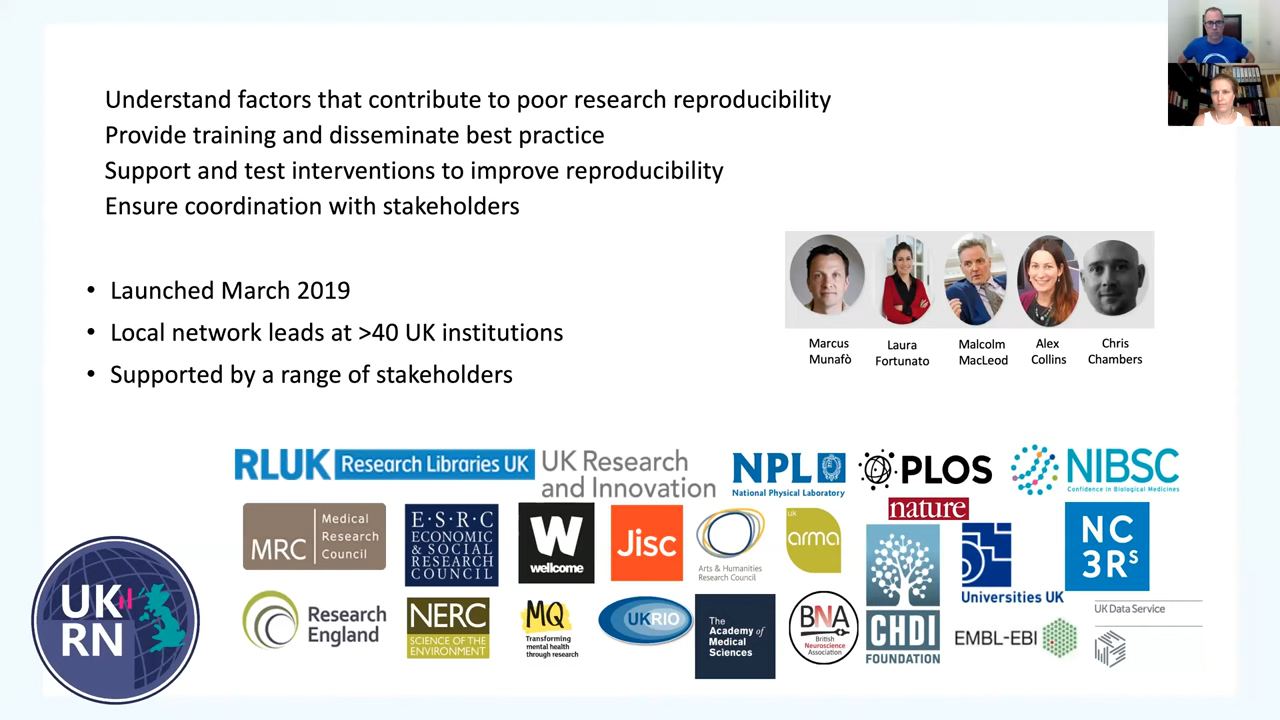 Understand factors that contribute to poor research reproducibility
Provide training and disseminate best practice
Support and test interventions to improve reproducibility
Ensure coordination with stakeholders
• Launched March 2019
• Local network leads at >40 UK institutions
• Supported by a range of stakeholders
Marcus
Munafò
Laura
Fortunato
Malcolm
MacLeod
Alex
Collins
Chris
Chambers
RLUK Research Libraries UK
UK Research
and Innovation
NPL
National Physical Laboratory
PLOS
NIBSC
Confidence in Biological Medicines
nature
MRC
Medical
Research
Council
E·S·R·C
ECONOMIC
& SOCIAL
RESEARCH
COUNCIL
W
wellcome
Jisc
Arts & Humanities
Research Council
uk
arma
Universities UK
NC
3Rs
UK
RN
Research
England
NERC
SCIENCE OF THE
ENVIRONMENT
MQ
Transforming
mental health
through research
UKRIO
The
Academy of
Medical
Sciences
BNA
British
Neuroscience
Association
CHDI
FOUNDATION
EMBL-EBI
UK Data Service